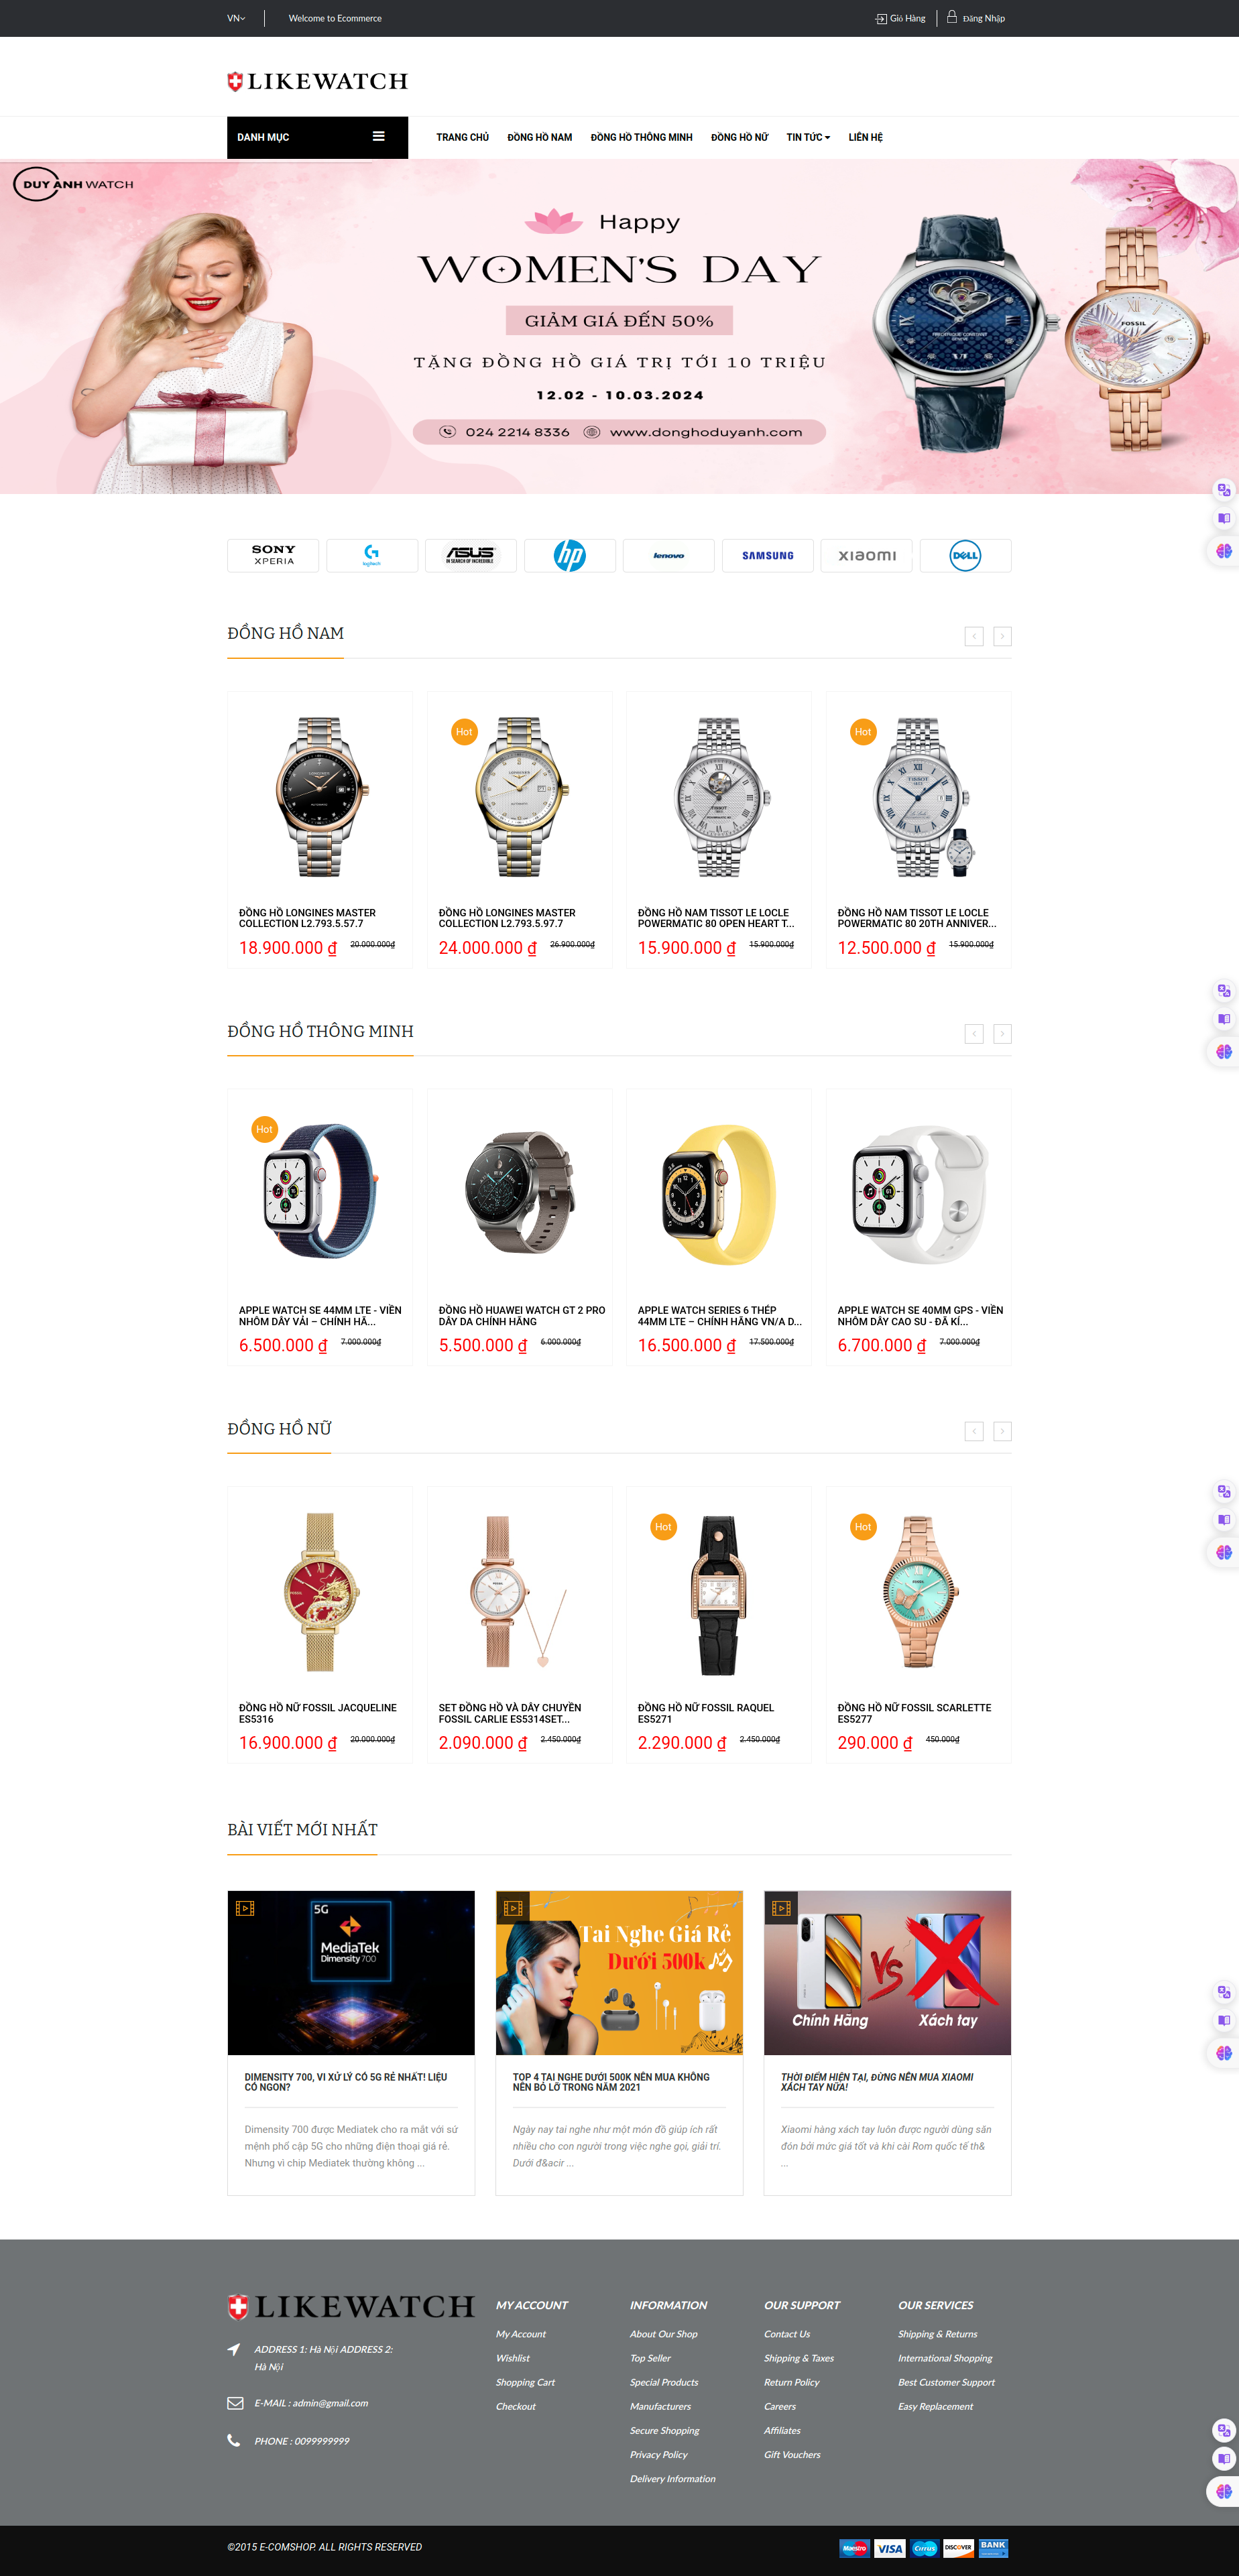 VN
Welcome to Ecommerce
Giỏ Hàng
Đăng Nhập
LIKEWATCH
DANH MỤC
TRANG CHỦ
ĐỒNG HỒ NAM
ĐỒNG HỒ THÔNG MINH
ĐỒNG HỒ NỮ
TIN TỨC
LIÊN HỆ
DUY ANH WATCH
Happy
WOMEN'S DAY
GIẢM GIÁ ĐẾN 50%
TẶNG ĐỒNG HỒ GIÁ TRỊ TỚI 10 TRIỆU
12.02 - 10.03.2024
024 2214 8336
www.donghoduyanh.com
FOSSIL
SONY
XPERIA
logitech
ASUS
IN SEARCH OF INCREDIBLE
hp
lenovo
SAMSUNG
xiaomi
DELL
ĐỒNG HỒ NAM
Hot
Hot
ĐỒNG HỒ LONGINES MASTER
COLLECTION L2.793.5.57.7
18.900.000 ₫
20.000.000₫
ĐỒNG HỒ LONGINES MASTER
COLLECTION L2.793.5.97.7
24.000.000 ₫
26.900.000₫
ĐỒNG HỒ NAM TISSOT LE LOCLE
POWERMATIC 80 OPEN HEART T...
15.900.000 ₫
15.900.000₫
ĐỒNG HỒ NAM TISSOT LE LOCLE
POWERMATIC 80 20TH ANNIVER...
12.500.000 ₫
15.900.000₫
ĐỒNG HỒ THÔNG MINH
Hot
APPLE WATCH SE 44MM LTE - VIỀN
NHÔM DÂY VẢI – CHÍNH HÃ...
6.500.000 ₫
7.000.000₫
ĐỒNG HỒ HUAWEI WATCH GT 2 PRO
DÂY DA CHÍNH HÃNG
5.500.000 ₫
6.000.000₫
APPLE WATCH SERIES 6 THÉP
44MM LTE – CHÍNH HÃNG VN/A D...
16.500.000 ₫
17.500.000₫
APPLE WATCH SE 40MM GPS - VIỀN
NHÔM DÂY CAO SU - ĐÃ KÍ...
6.700.000 ₫
7.000.000₫
ĐỒNG HỒ NỮ
Hot
Hot
ĐỒNG HỒ NỮ FOSSIL JACQUELINE
ES5316
16.900.000 ₫
20.000.000₫
SET ĐỒNG HỒ VÀ DÂY CHUYỀN
FOSSIL CARLIE ES5314SET...
2.090.000 ₫
2.450.000₫
ĐỒNG HỒ NỮ FOSSIL RAQUEL
ES5271
2.290.000 ₫
2.450.000₫
ĐỒNG HỒ NỮ FOSSIL SCARLETTE
ES5277
290.000 ₫
450.000₫
BÀI VIẾT MỚI NHẤT
5G
MediaTek
Dimensity 700
Tai Nghe Giá Rẻ
Dưới 500k
VS
Chính Hãng
Xách tay
DIMENSITY 700, VI XỬ LÝ CÓ 5G RẺ NHẤT! LIỆU
CÓ NGON?
Dimensity 700 được Mediatek cho ra mắt với sứ
mệnh phổ cập 5G cho những điện thoại giá rẻ.
Nhưng vì chip Mediatek thường không ...
TOP 4 TAI NGHE DƯỚI 500K NÊN MUA KHÔNG
NÊN BỎ LỠ TRONG NĂM 2021
Ngày nay tai nghe như một món đồ giúp ích rất
nhiều cho con người trong việc nghe gọi, giải trí.
Dưới đ&acir ...
THỜI ĐIỂM HIỆN TẠI, ĐỪNG NÊN MUA XIAOMI
XÁCH TAY NỮA!
Xiaomi hàng xách tay luôn được người dùng săn
đón bởi mức giá tốt và khi cài Rom quốc tế th&
...
LIKEWATCH
ADDRESS 1: Hà Nội ADDRESS 2:
Hà Nội
E-MAIL : admin@gmail.com
PHONE : 0099999999
MY ACCOUNT
My Account
Wishlist
Shopping Cart
Checkout
INFORMATION
About Our Shop
Top Seller
Special Products
Manufacturers
Secure Shopping
Privacy Policy
Delivery Information
OUR SUPPORT
Contact Us
Shipping & Taxes
Return Policy
Careers
Affiliates
Gift Vouchers
OUR SERVICES
Shipping & Returns
International Shopping
Best Customer Support
Easy Replacement
©2015 E-COMSHOP. ALL RIGHTS RESERVED
Maestro
VISA
Cirrus
DISCOVER
BANK